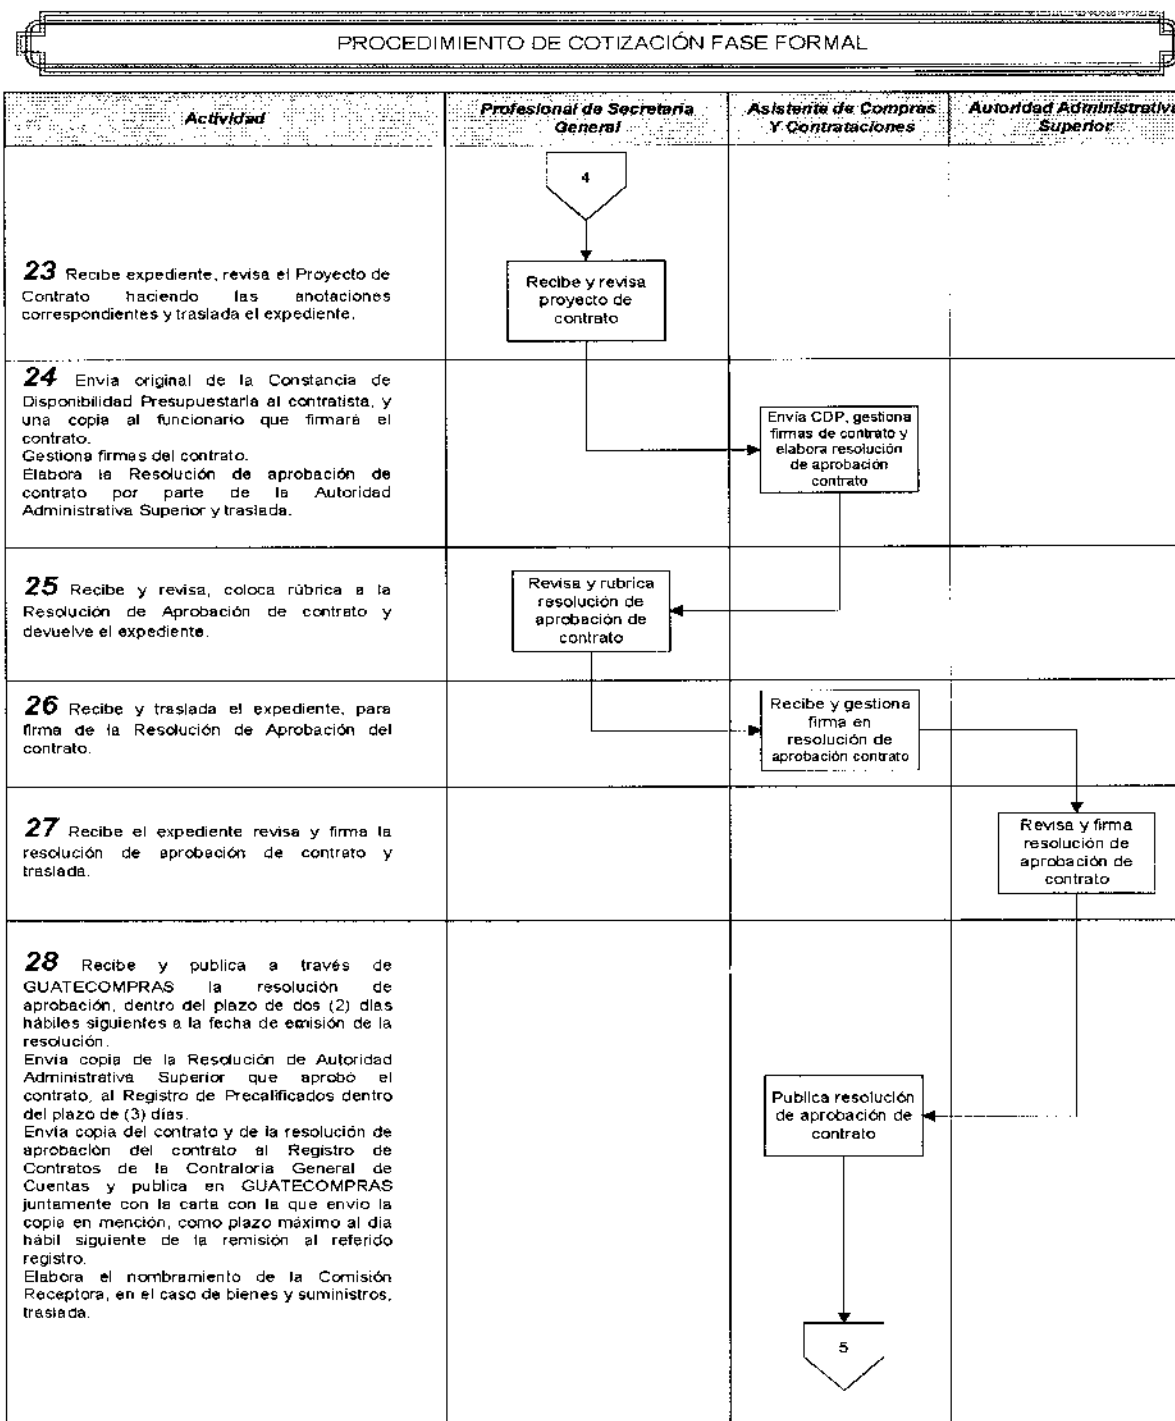 PROCEDIMIENTO DE COTIZACIÓN FASE FORMAL
Actividad
Profesional de Secretaría
General
Asistente de Compras
Y Contrataciones
Autoridad Administrativa
Superior
4
23 Recibe expediente, revisa el Proyecto de
Contrato haciendo las anotaciones
correspondientes y traslada el expediente.
Recibe y revisa
proyecto de
contrato
24 Envía original de la Constancia de
Disponibilidad Presupuestaria al contratista, y
una copia al funcionario que firmará el
contrato.
Gestiona firmas del contrato.
Elabora la Resolución de aprobación de
contrato por parte de la Autoridad
Administrativa Superior y traslada.
Envía CDP, gestiona
firmas de contrato y
elabora resolución
de aprobación
contrato
25 Recibe y revisa, coloca rúbrica a la
Resolución de Aprobación de contrato y
devuelve el expediente.
Revisa y rubrica
resolución de
aprobación de
contrato
26 Recibe y traslada el expediente, para
firma de la Resolución de Aprobación del
contrato.
Recibe y gestiona
firma en
resolución de
aprobación contrato
27 Recibe el expediente revisa y firma la
resolución de aprobación de contrato y
traslada.
Revisa y firma
resolución de
aprobación de
contrato
28 Recibe y publica a través de
GUATECOMPRAS la resolución de
aprobación, dentro del plazo de dos (2) días
hábiles siguientes a la fecha de emisión de la
resolución.
Envía copia de la Resolución de Autoridad
Administrativa Superior que aprobó el
contrato, al Registro de Precalificados dentro
del plazo de (3) días.
Envía copia del contrato y de la resolución de
aprobación del contrato al Registro de
Contratos de la Contraloría General de
Cuentas y publica en GUATECOMPRAS
juntamente con la carta con la que envío la
copia en mención, como plazo máximo al día
hábil siguiente de la remisión al referido
registro.
Elabora el nombramiento de la Comisión
Receptora, en el caso de bienes y suministros,
traslada.
Publica resolución
de aprobación de
contrato
5